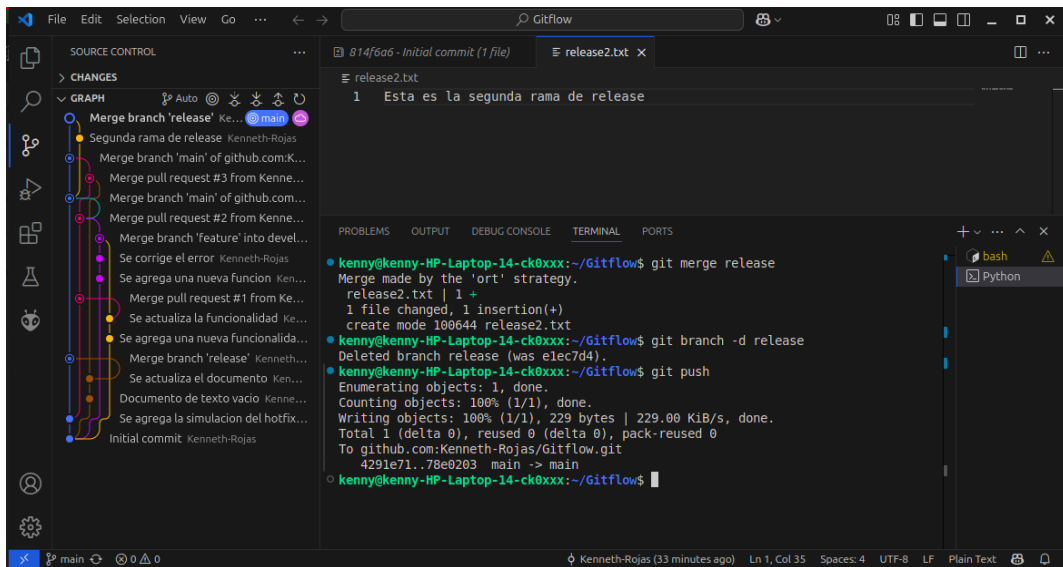 File Edit Selection View Go ··· Gitflow
SOURCE CONTROL ···
CHANGES
GRAPH Auto
Merge branch 'release' Ke... main
Segunda rama de release Kenneth-Rojas
Merge branch 'main' of github.com:K...
Merge pull request #3 from Kenne...
Merge branch 'main' of github.com...
Merge pull request #2 from Kenne...
Merge branch 'feature' into devel...
Se corrige el error Kenneth-Rojas
Se agrega una nueva funcion Ken...
Merge pull request #1 from Ke...
Se actualiza la funcionalidad Ke...
Se agrega una nueva funcionalida...
Merge branch 'release' Kenneth...
Se actualiza el documento Ken...
Documento de texto vacio Kenne...
Se agrega la simulacion del hotfix...
Initial commit Kenneth-Rojas
814f6a6 - Initial commit (1 file) release2.txt
release2.txt
1 Esta es la segunda rama de release
PROBLEMS OUTPUT DEBUG CONSOLE TERMINAL PORTS
kenny@kenny-HP-Laptop-14-ck0xxx:~/Gitflow$ git merge release
Merge made by the 'ort' strategy.
release2.txt | 1 +
1 file changed, 1 insertion(+)
create mode 100644 release2.txt
kenny@kenny-HP-Laptop-14-ck0xxx:~/Gitflow$ git branch -d release
Deleted branch release (was e1ec7d4).
kenny@kenny-HP-Laptop-14-ck0xxx:~/Gitflow$ git push
Enumerating objects: 1, done.
Counting objects: 100% (1/1), done.
Writing objects: 100% (1/1), 229 bytes | 229.00 KiB/s, done.
Total 1 (delta 0), reused 0 (delta 0), pack-reused 0
To github.com:Kenneth-Rojas/Gitflow.git
4291e71..78e0203 main -> main
kenny@kenny-HP-Laptop-14-ck0xxx:~/Gitflow$
bash
Python
main 0 0 Kenneth-Rojas (33 minutes ago) Ln 1, Col 35 Spaces: 4 UTF-8 LF Plain Text